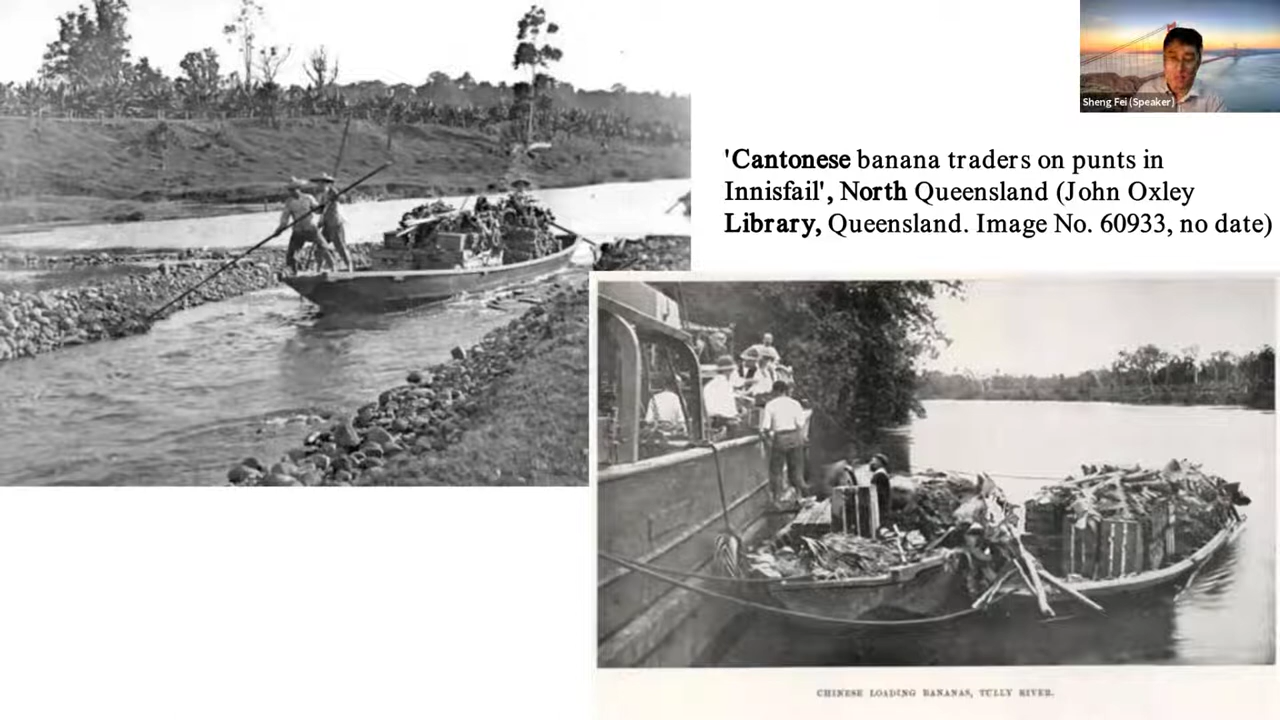 Sheng Fei (Speaker)
'Cantonese banana traders on punts in
Innisfail', North Queensland (John Oxley
Library, Queensland. Image No. 60933, no date)
CHINESE LOADING BANANAS, TULLY RIVER.